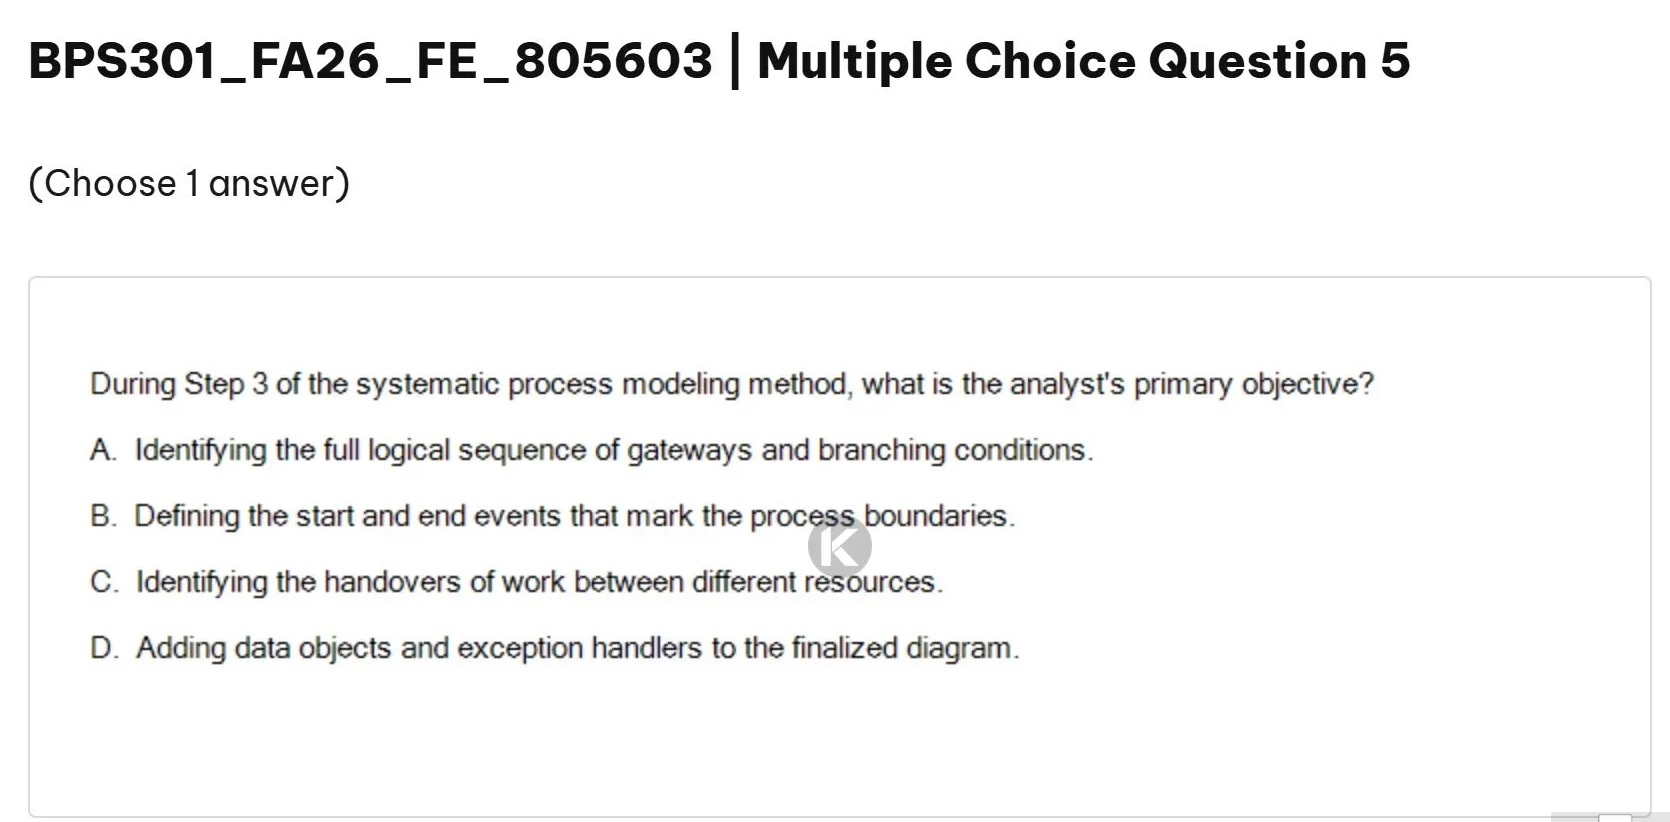 BPS301_FA26_FE_805603 | Multiple Choice Question 5
(Choose 1 answer)
During Step 3 of the systematic process modeling method, what is the analyst's primary objective?
A. Identifying the full logical sequence of gateways and branching conditions.
B. Defining the start and end events that mark the process boundaries.
K
C. Identifying the handovers of work between different resources.
D. Adding data objects and exception handlers to the finalized diagram.